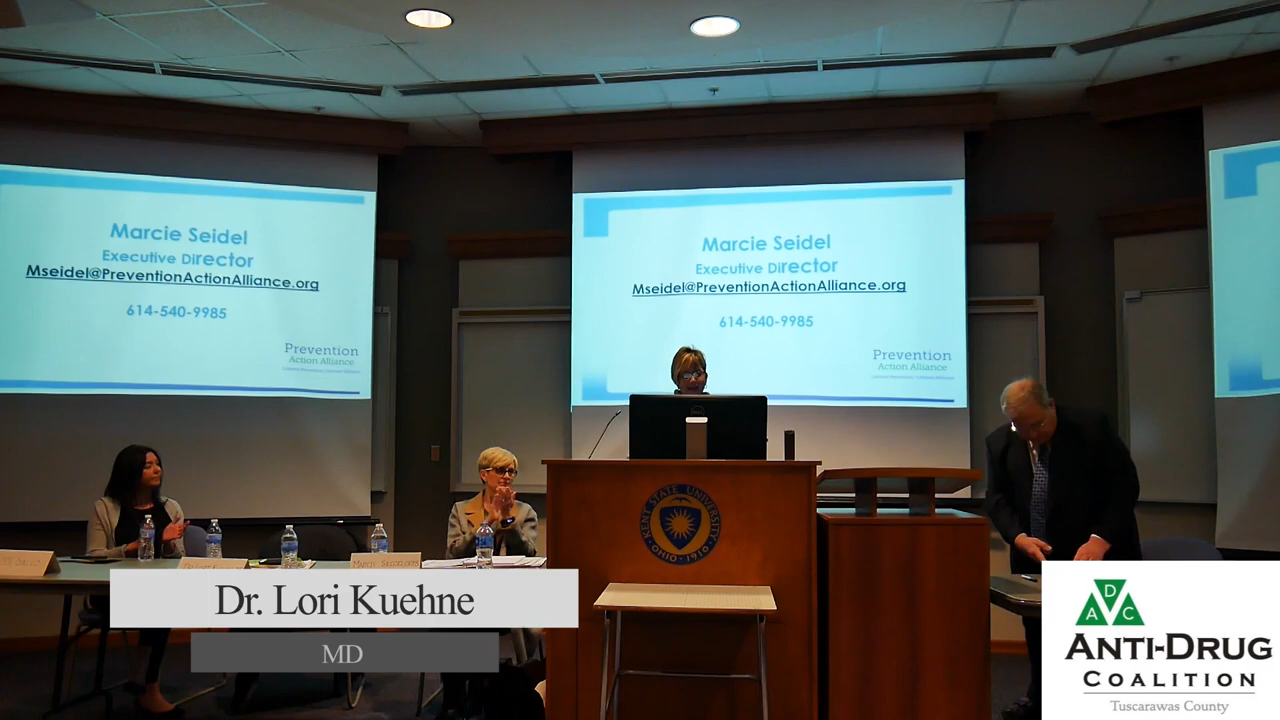 Marcie Seidel
Executive Director
Mseidel@PreventionActionAlliance.org
614-540-9985
Prevention
Action Alliance
Marcie Seidel
Executive Director
Mseidel@PreventionActionAlliance.org
614-540-9985
Prevention
Action Alliance
KENT STATE UNIVERSITY
OHIO · 1910
Dr. Lori Kuehne
MD
A D C
ANTI-DRUG
COALITION
Tuscarawas County